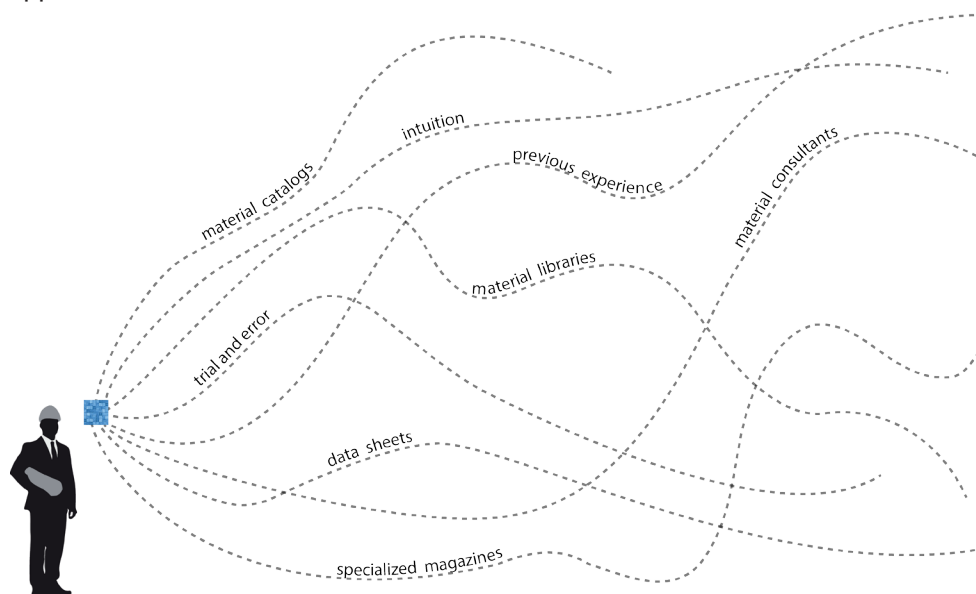 material catalogs
intuition
previous experience
material consultants
material libraries
trial and error
data sheets
specialized magazines